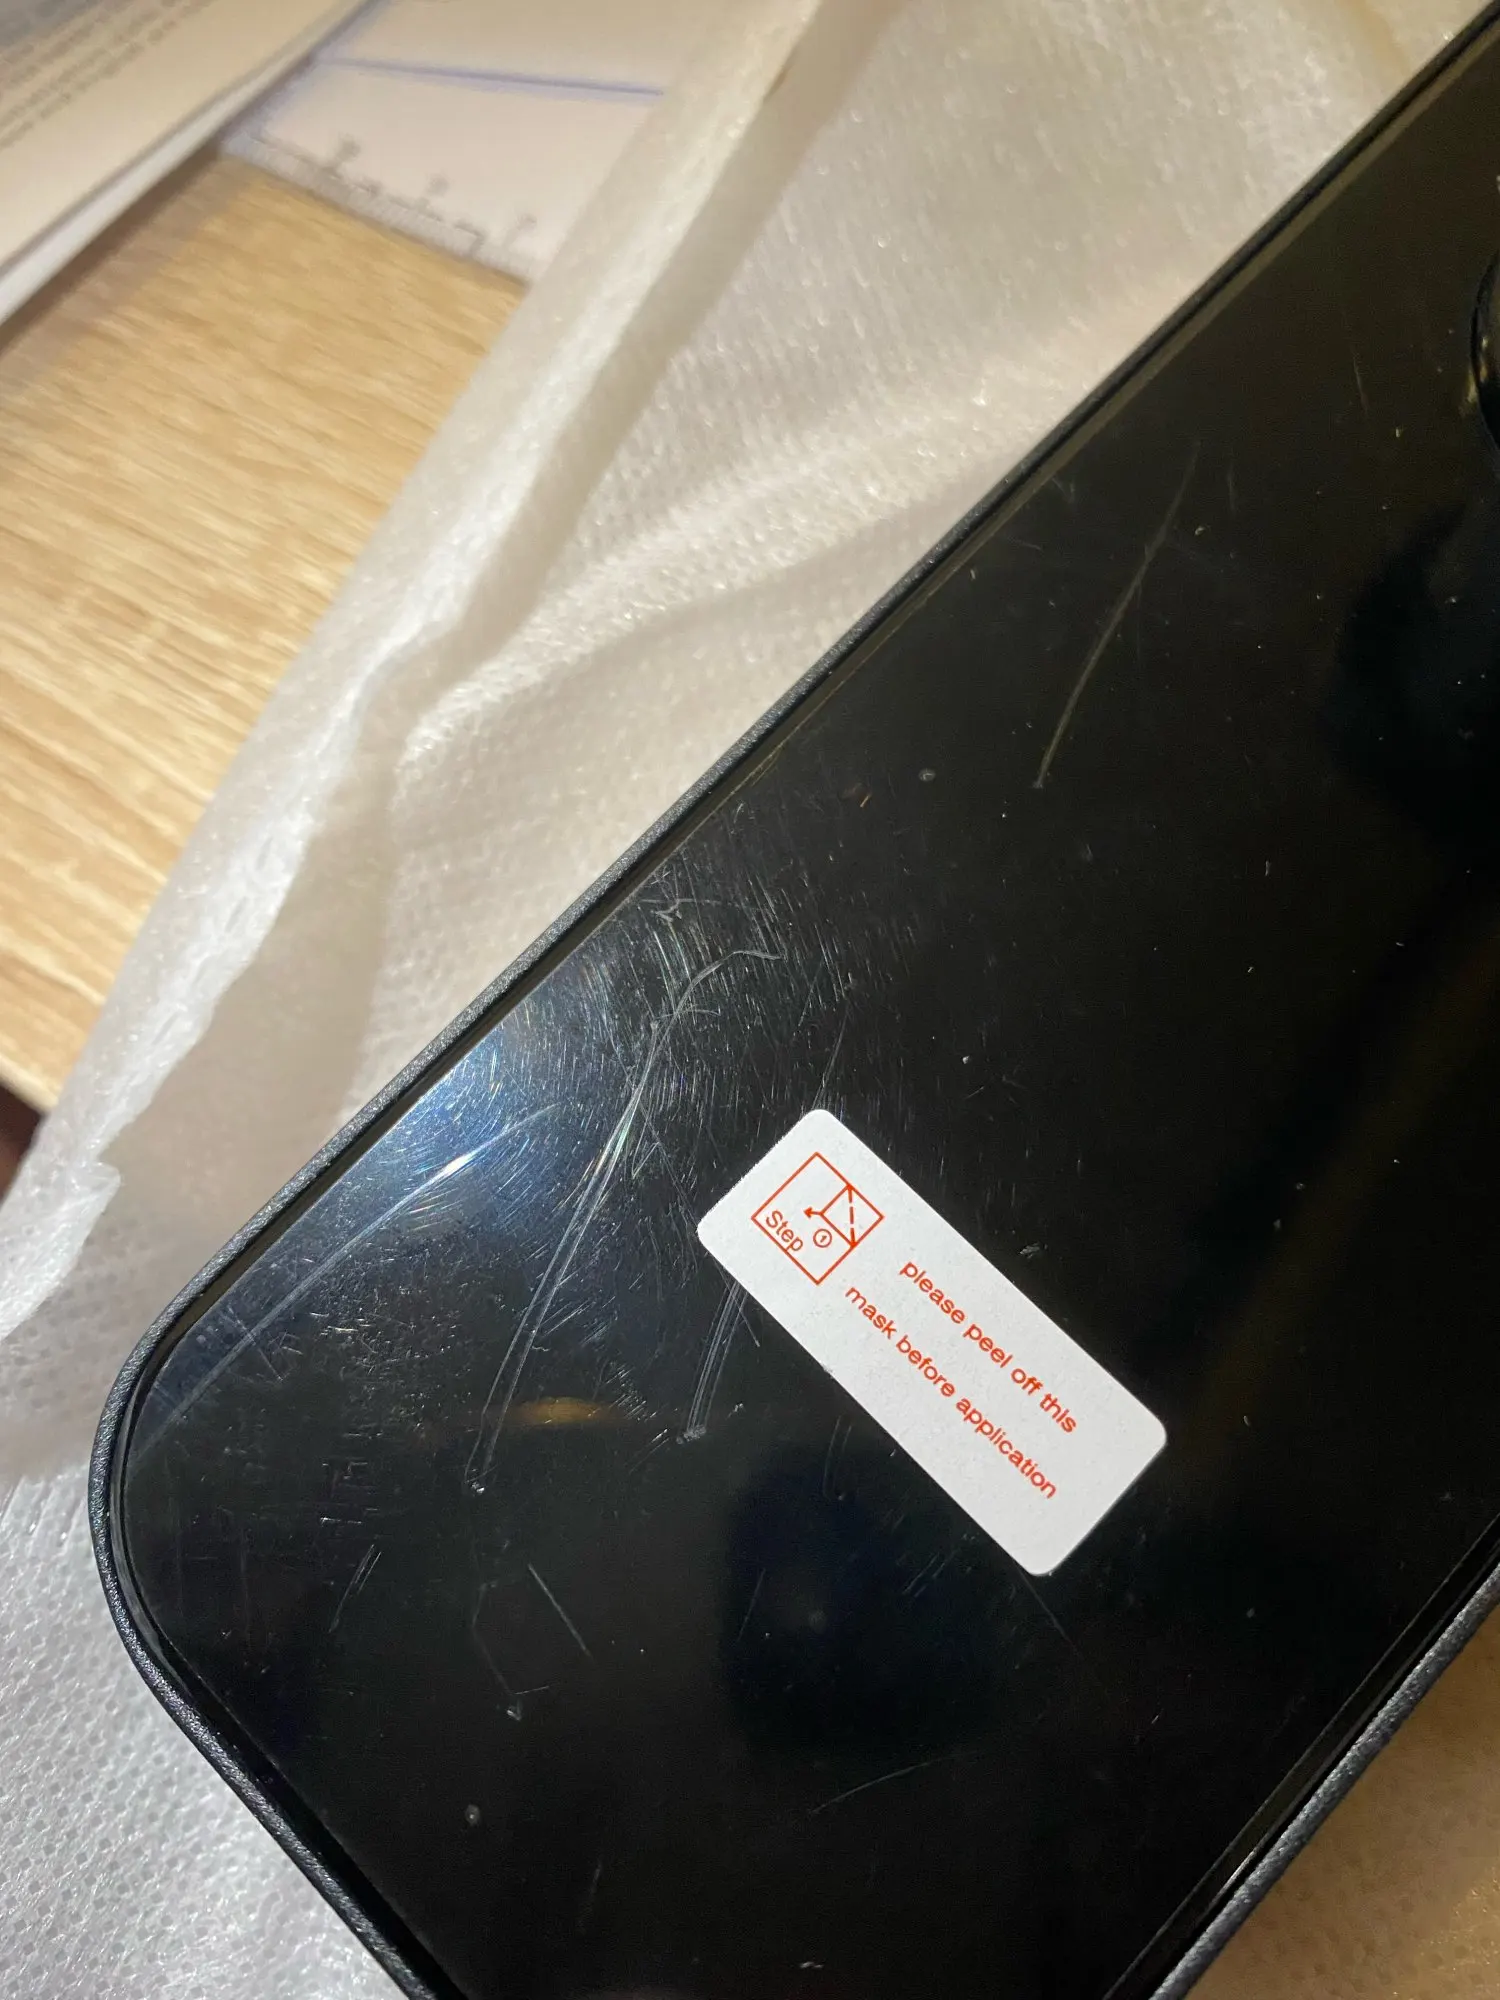 Step
①
please peel off this
mask before application